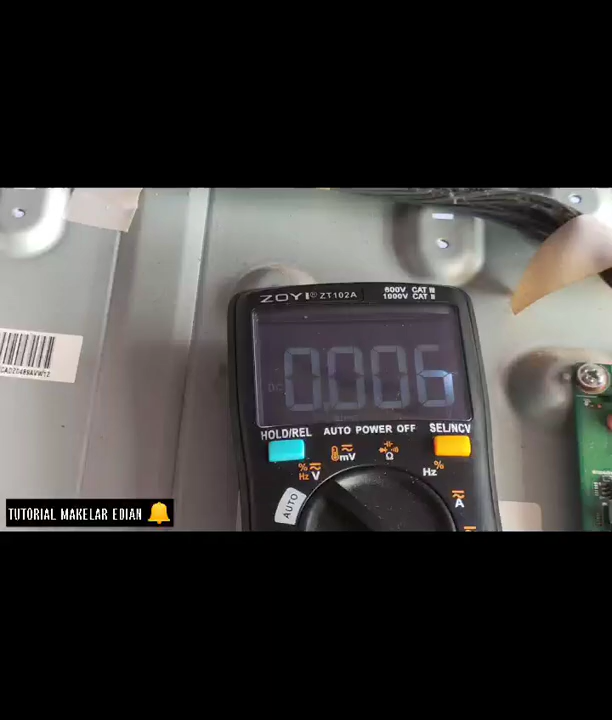 ZOYI® ZT102A
600V CAT III
1000V CAT II
DC
0.006
HOLD/REL AUTO POWER OFF SEL/NCV
mV
Ω
%
Hz
V
Hz
%
AUTO
A
TUTORIAL MAKELAR EDIAN